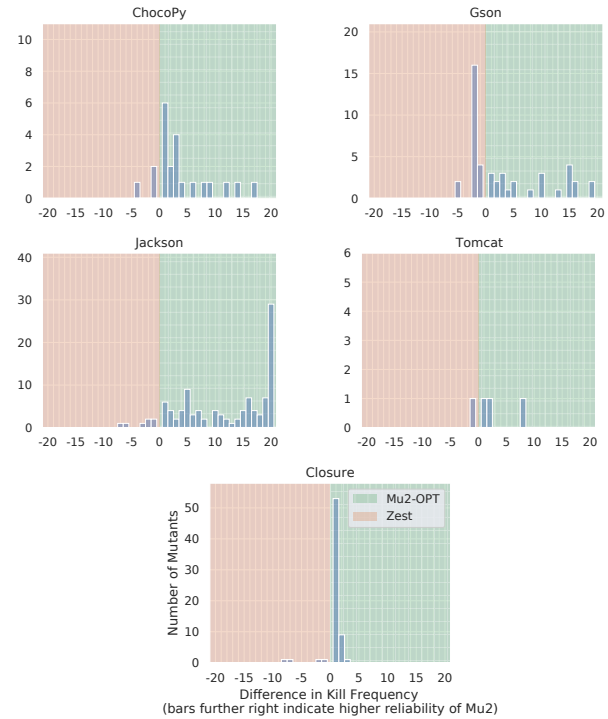 ChocoPy
10
8
6
4
2
0
-20 -15 -10 -5 0 5 10 15 20
Gson
20
15
10
5
0
-20 -15 -10 -5 0 5 10 15 20
Jackson
40
30
20
10
0
-20 -15 -10 -5 0 5 10 15 20
Tomcat
6
5
4
3
2
1
0
-20 -15 -10 -5 0 5 10 15 20
Closure
Mu2-OPT
Zest
Number of Mutants
50
40
30
20
10
0
-20 -15 -10 -5 0 5 10 15 20
Difference in Kill Frequency
(bars further right indicate higher reliability of Mu2)